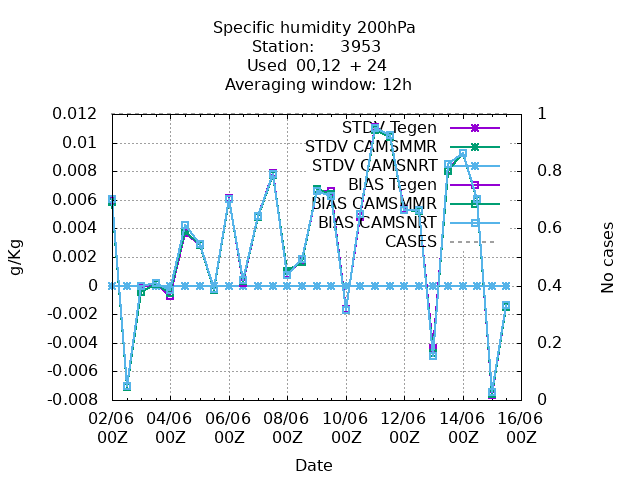 Specific humidity 200hPa
Station: 3953
Used 00,12 + 24
Averaging window: 12h
0.012 1
STDV Tegen
0.01
STDV CAMSMMR
STDV CAMSNRT
0.008 0.8
BIAS Tegen
0.006
BIAS CAMSMMR
BIAS CAMSNRT
0.004 0.6
CASES
0.002
0 0.4
-0.002
-0.004 0.2
-0.006
-0.008 0
g/Kg
No cases
02/06 04/06 06/06 08/06 10/06 12/06 14/06 16/06
00Z 00Z 00Z 00Z 00Z 00Z 00Z 00Z
Date